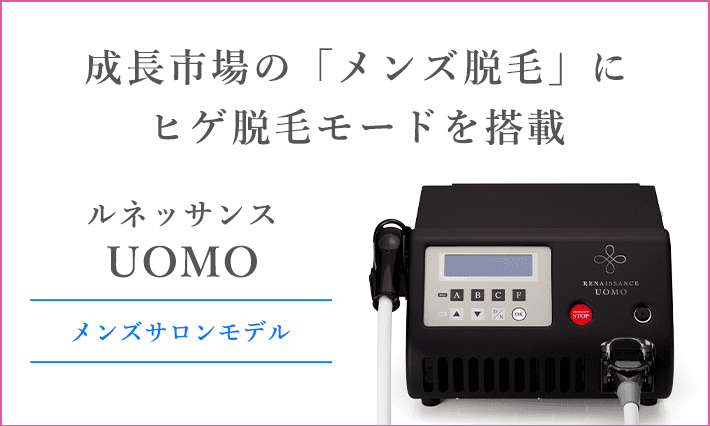 成長市場の「メンズ脱毛」に
ヒゲ脱毛モードを搭載
ルネッサンス
UOMO
メンズサロンモデル
RENAISSANCE
UOMO
A B C F
STOP
OK